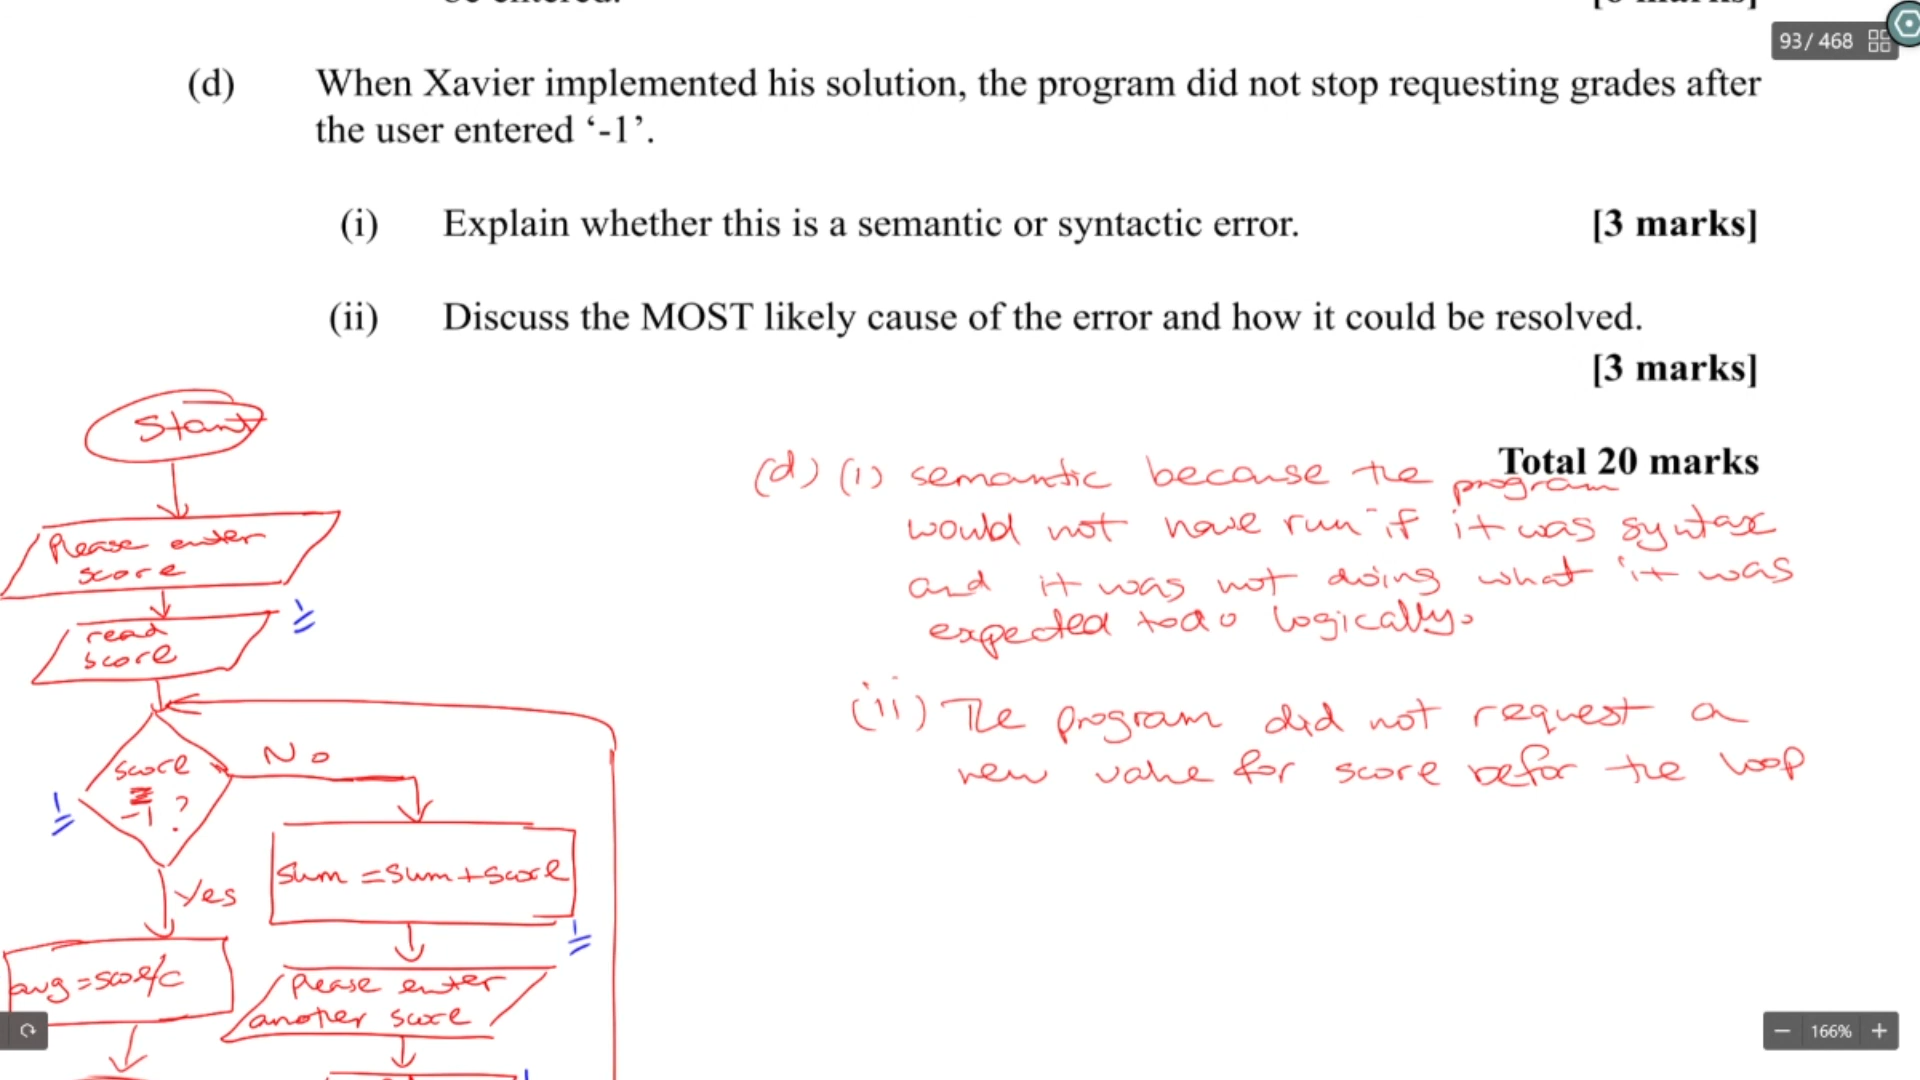 93 / 468
(d) When Xavier implemented his solution, the program did not stop requesting grades after
the user entered ‘-1’.
(i) Explain whether this is a semantic or syntactic error. [3 marks]
(ii) Discuss the MOST likely cause of the error and how it could be resolved.
[3 marks]
Total 20 marks
Start
Please enter
score
read
score
score
= -1 ?
No
Yes
sum = sum + score
avg = score/c
Please enter
another score
(d) (i) semantic because the program
would not have run if it was syntax
and it was not doing what it was
expected to do logically.
(ii) The program did not request a
new value for score befor the loop
166%